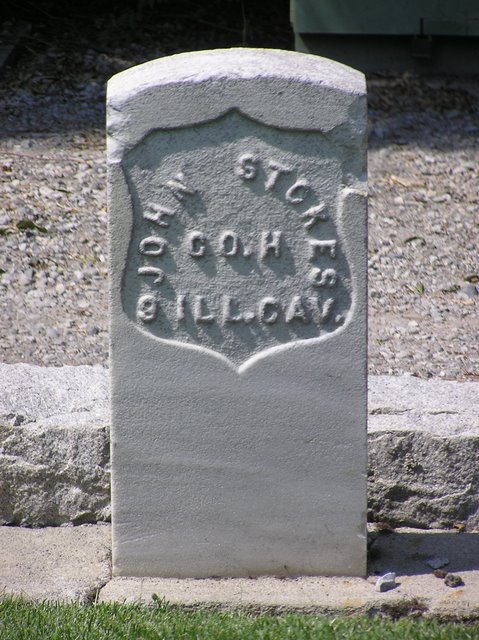 JOHN STOKES
CO. H
9 ILL. CAV.